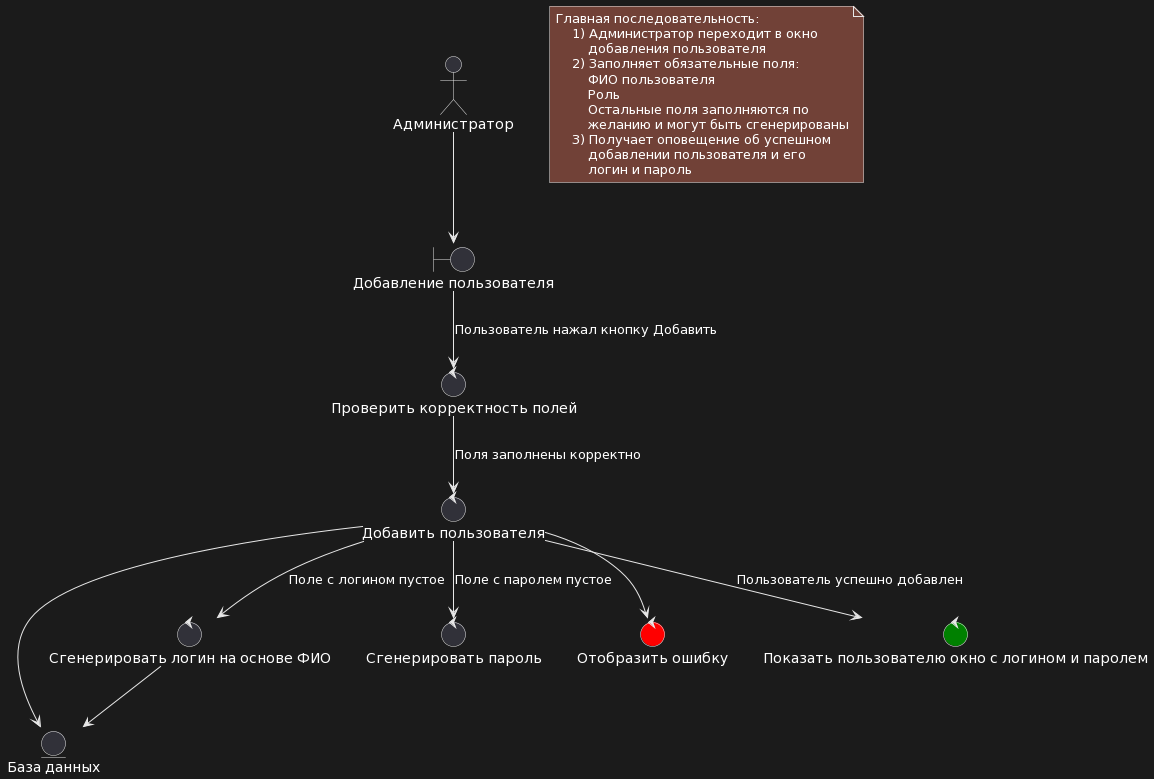 Главная последовательность:
1) Администратор переходит в окно
добавления пользователя
2) Заполняет обязательные поля:
ФИО пользователя
Роль
Остальные поля заполняются по
желанию и могут быть сгенерированы
3) Получает оповещение об успешном
добавлении пользователя и его
логин и пароль
Администратор
Добавление пользователя
Пользователь нажал кнопку Добавить
Проверить корректность полей
Поля заполнены корректно
Добавить пользователя
Поле с логином пустое
Поле с паролем пустое
Пользователь успешно добавлен
Сгенерировать логин на основе ФИО
Сгенерировать пароль
Отобразить ошибку
Показать пользователю окно с логином и паролем
База данных